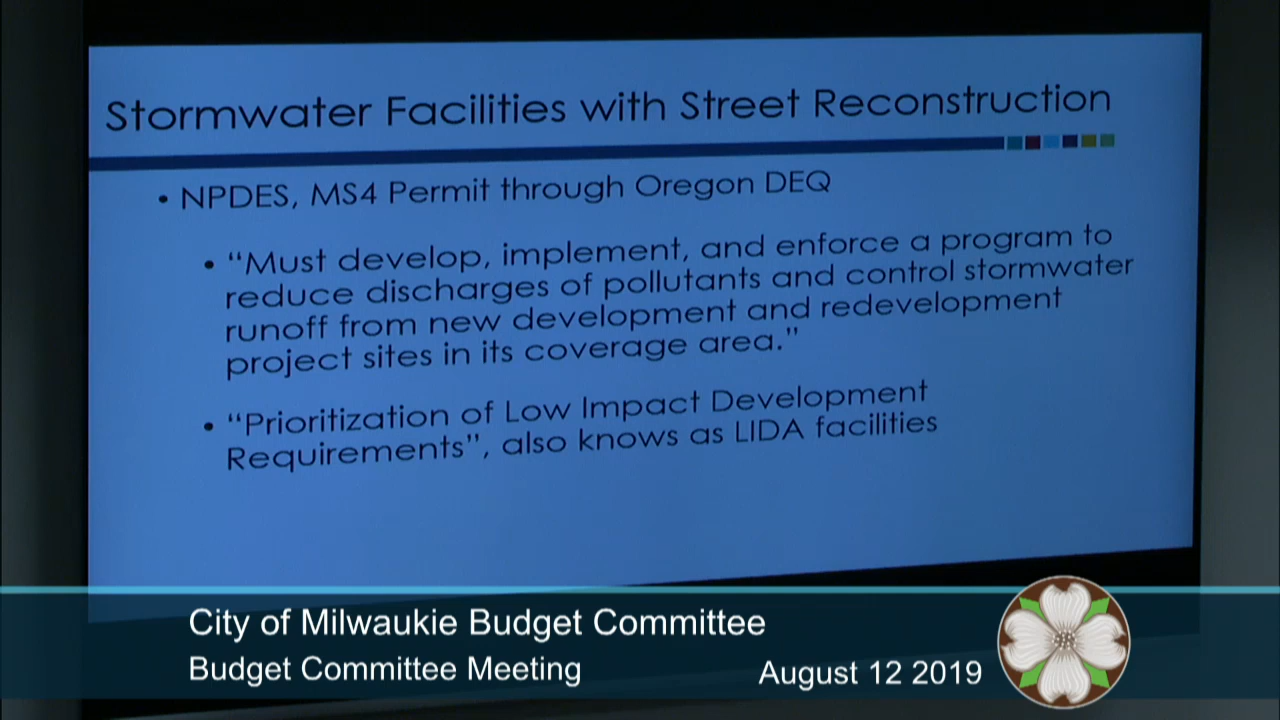 Stormwater Facilities with Street Reconstruction
• NPDES, MS4 Permit through Oregon DEQ
• “Must develop, implement, and enforce a program to
reduce discharges of pollutants and control stormwater
runoff from new development and redevelopment
project sites in its coverage area.”
• “Prioritization of Low Impact Development
Requirements”, also knows as LIDA facilities
City of Milwaukie Budget Committee
Budget Committee Meeting
August 12 2019